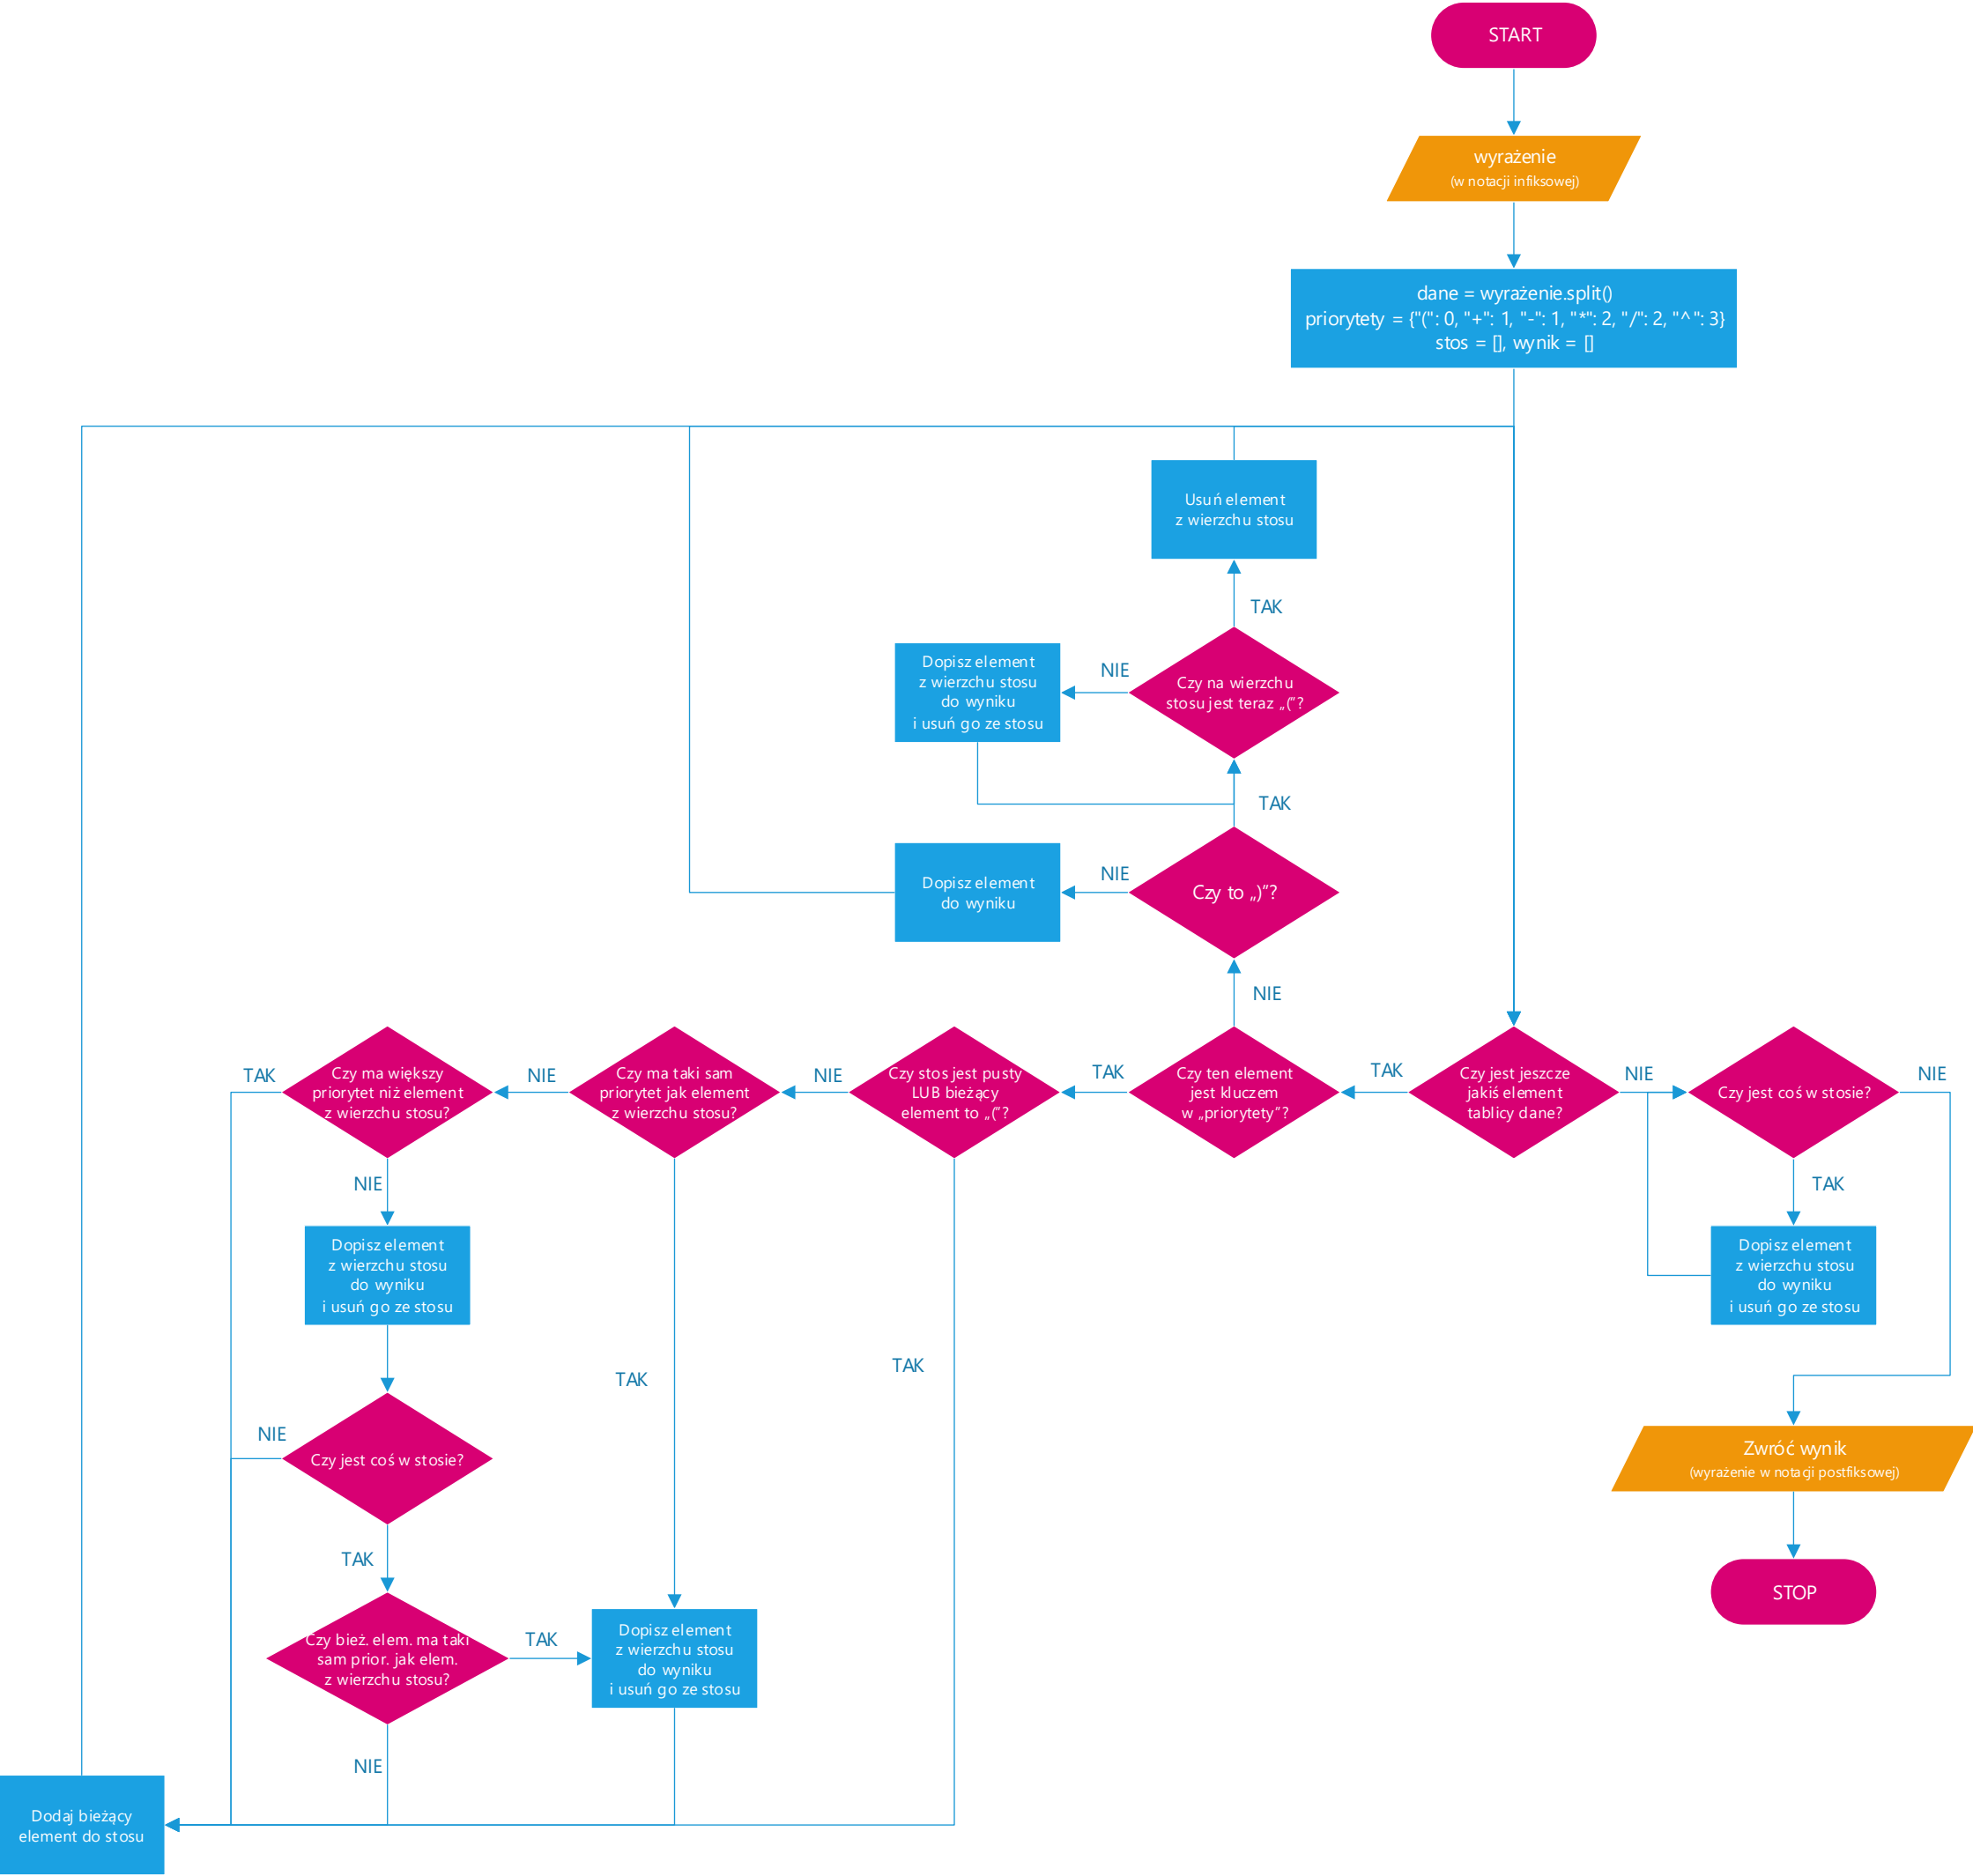 START
wyrażenie
(w notacji infiksowej)
dane = wyrażenie.split()
priorytety = {"(": 0, "+": 1, "-": 1, "*": 2, "/": 2, "^": 3}
stos = [], wynik = []
Usuń element
z wierzchu stosu
TAK
Dopisz element
z wierzchu stosu
do wyniku
i usuń go ze stosu
NIE
Czy na wierzchu
stosu jest teraz „(”?
TAK
Dopisz element
do wyniku
NIE
Czy to „)”?
NIE
TAK
Czy ma większy
priorytet niż element
z wierzchu stosu?
NIE
Czy ma taki sam
priorytet jak element
z wierzchu stosu?
NIE
Czy stos jest pusty
LUB bieżący
element to „(”?
TAK
Czy ten element
jest kluczem
w „priorytety”?
TAK
Czy jest jeszcze
jakiś element
tablicy dane?
NIE
Czy jest coś w stosie?
NIE
NIE
TAK
Dopisz element
z wierzchu stosu
do wyniku
i usuń go ze stosu
Dopisz element
z wierzchu stosu
do wyniku
i usuń go ze stosu
TAK
TAK
NIE
Czy jest coś w stosie?
Zwróć wynik
(wyrażenie w notacji postfiksowej)
TAK
STOP
Czy bież. elem. ma taki
sam prior. jak elem.
z wierzchu stosu?
TAK
Dopisz element
z wierzchu stosu
do wyniku
i usuń go ze stosu
NIE
Dodaj bieżący
element do stosu